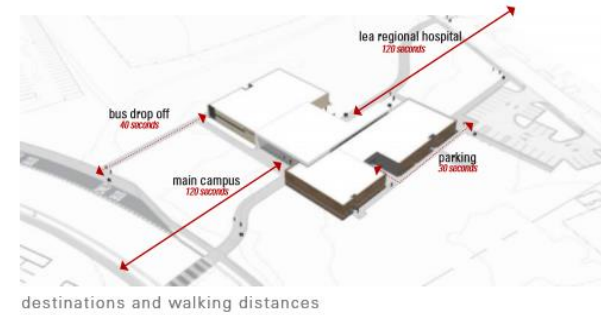 lea regional hospital
120 seconds
bus drop off
40 seconds
main campus
120 seconds
parking
30 seconds
destinations and walking distances